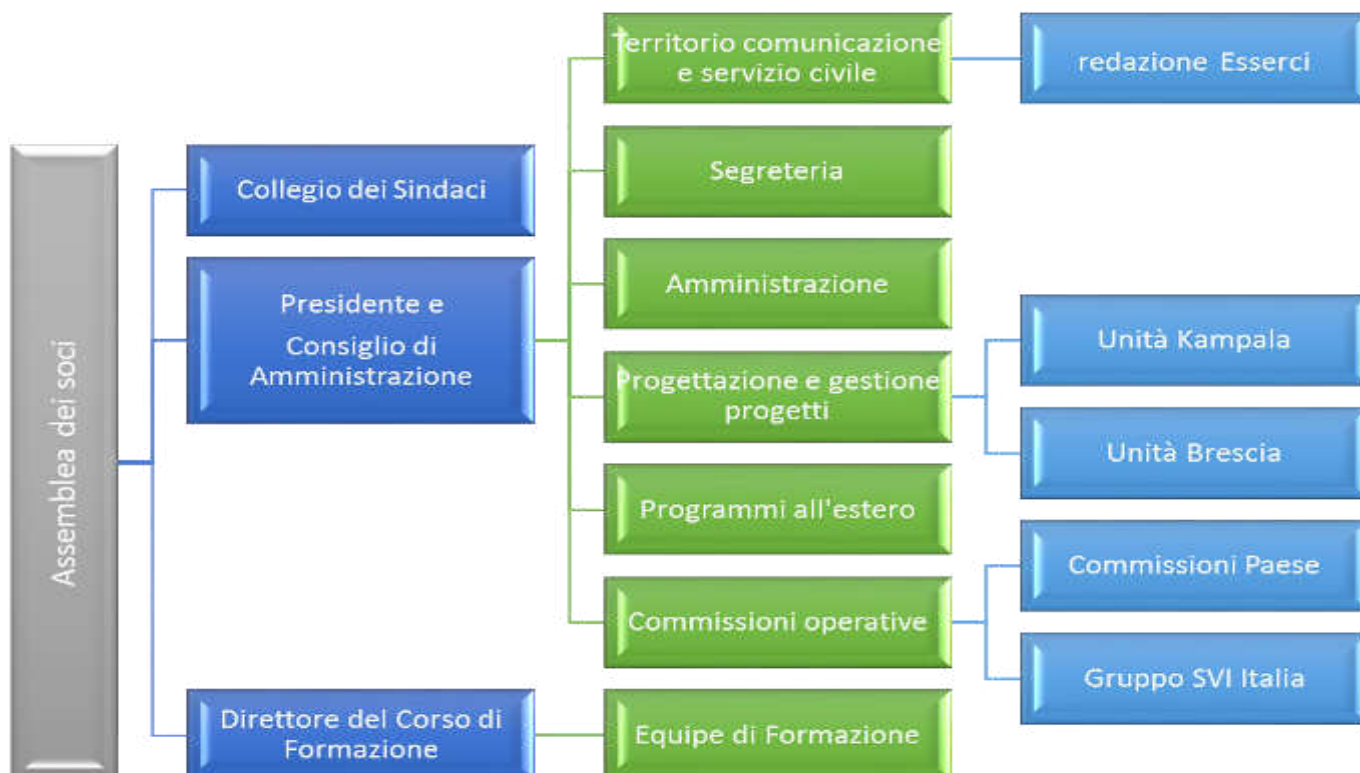 Assemblea dei soci
Collegio dei Sindaci
Presidente e
Consiglio di
Amministrazione
Territorio comunicazione
e servizio civile
redazione Esserci
Segreteria
Amministrazione
Progettazione e gestione
progetti
Unità Kampala
Unità Brescia
Programmi all'estero
Commissioni operative
Commissioni Paese
Gruppo SVI Italia
Direttore del Corso di
Formazione
Equipe di Formazione